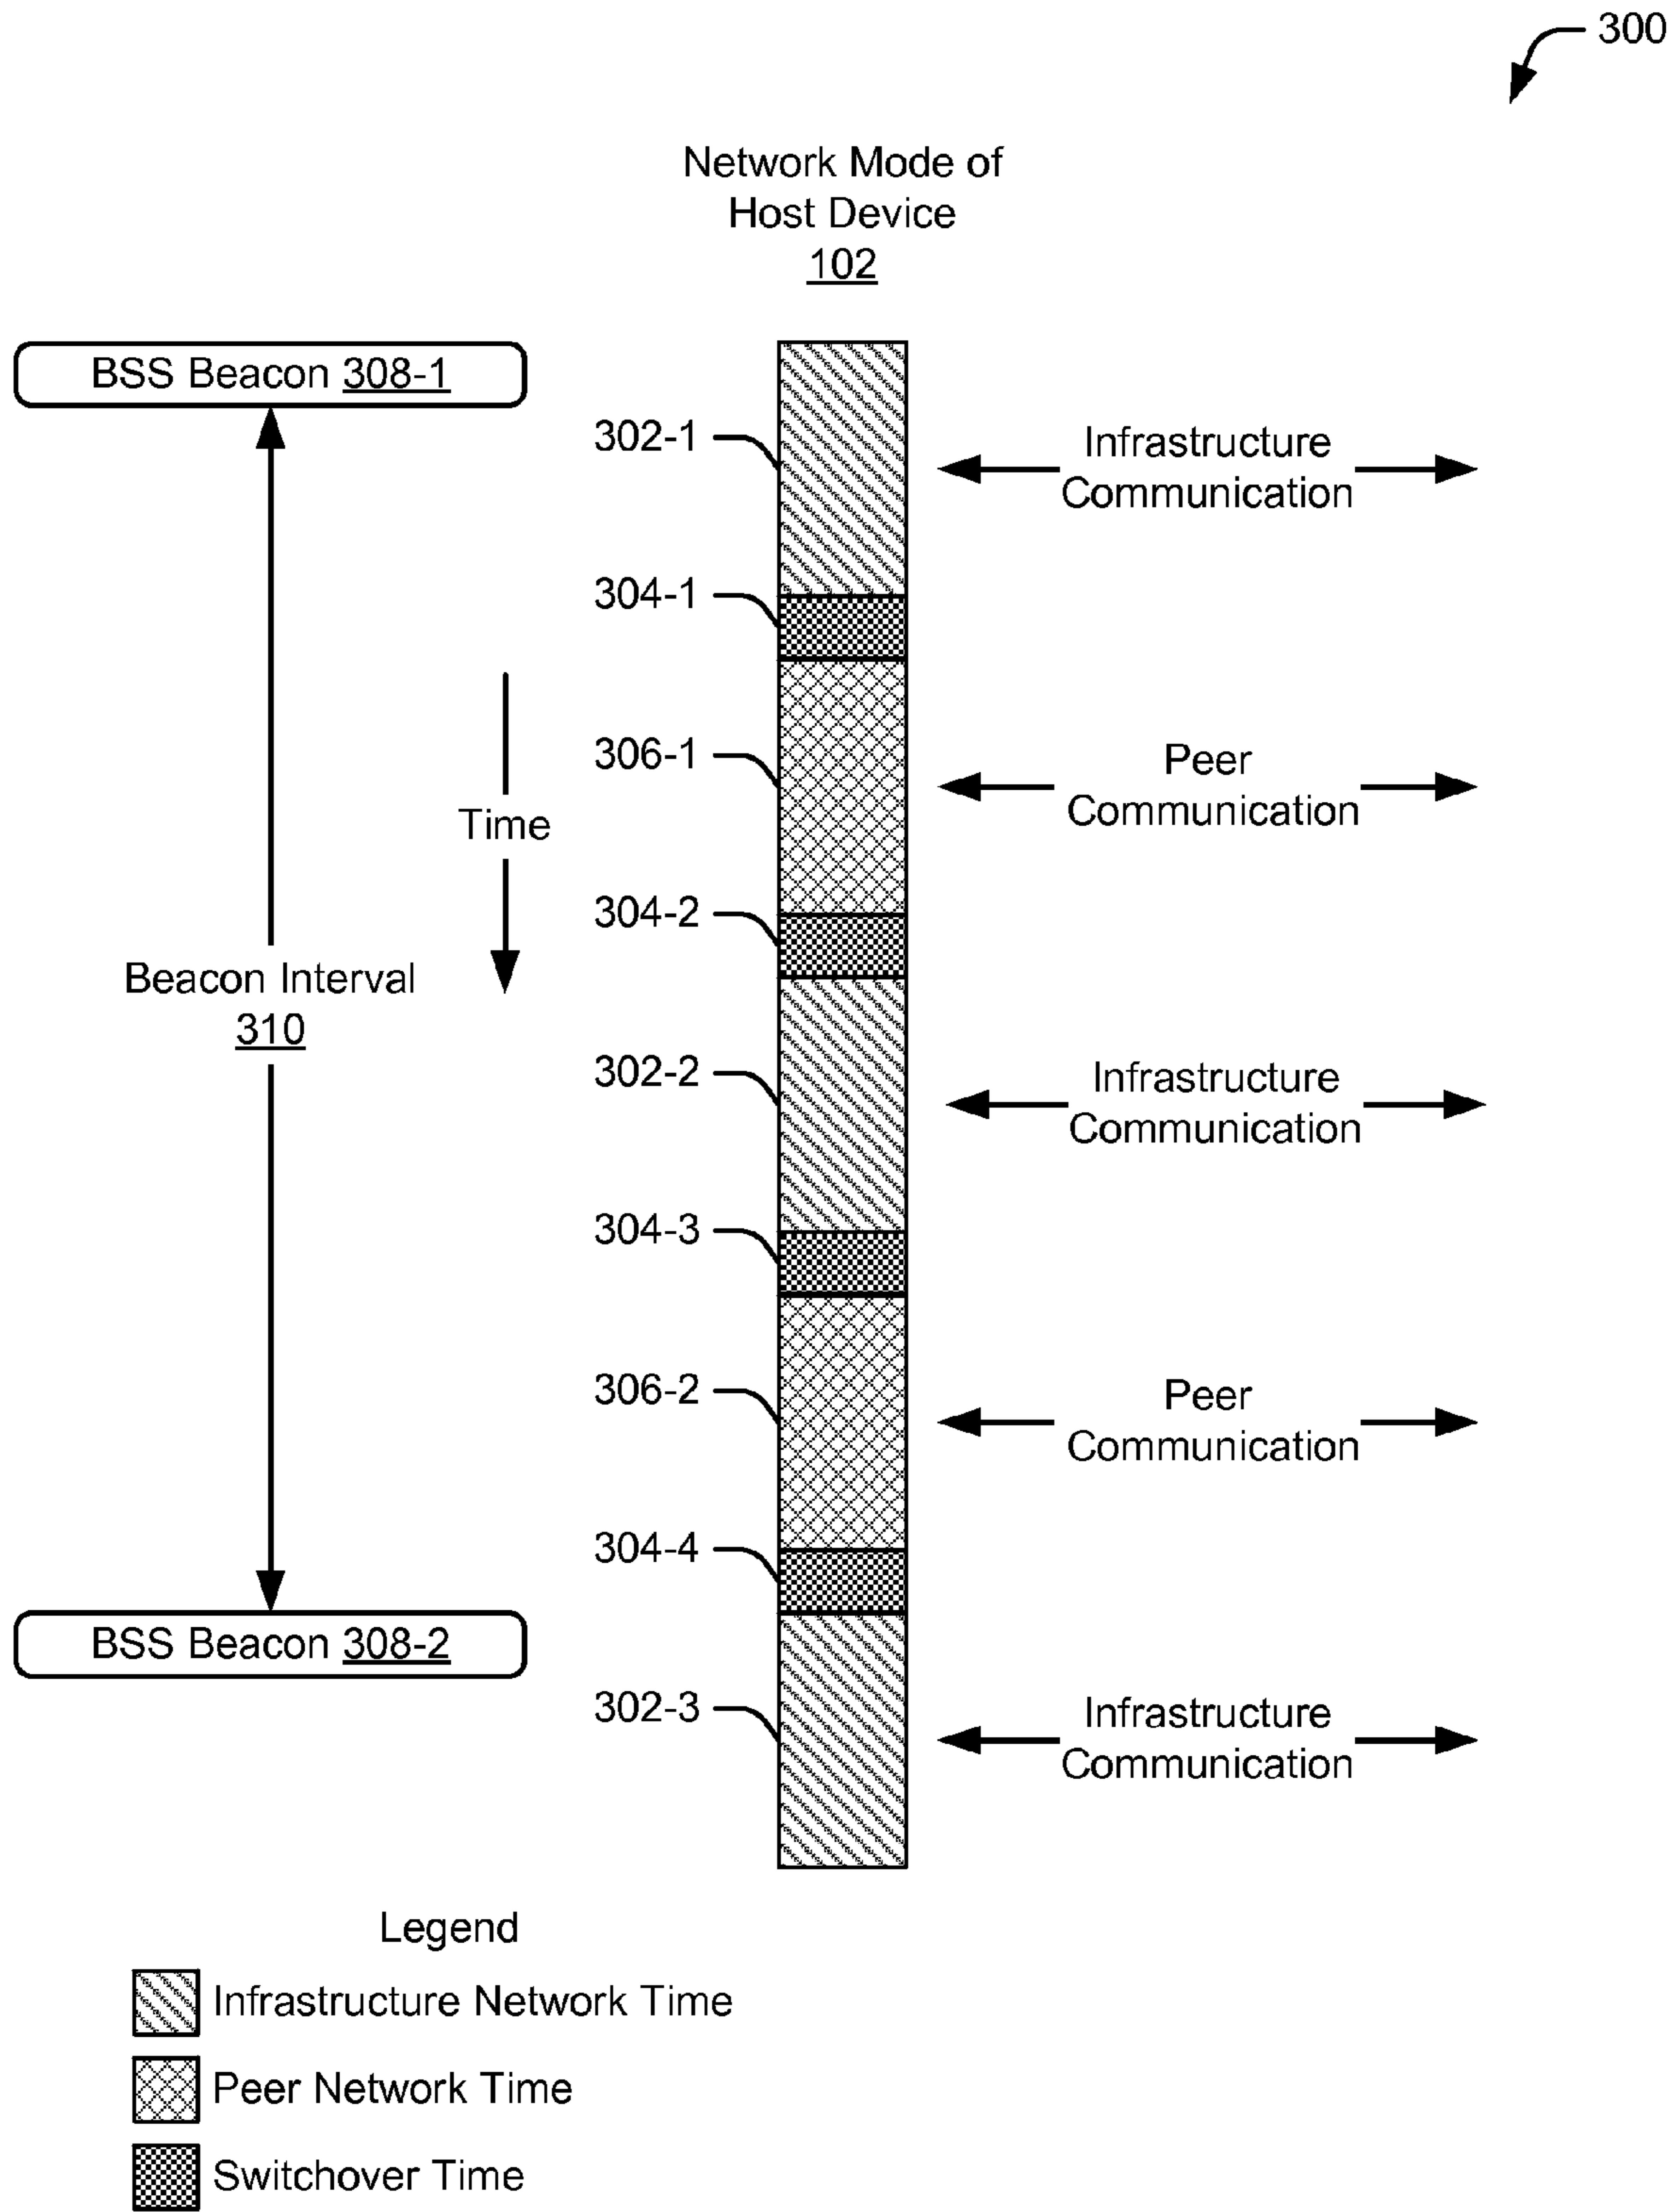 300
Network Mode of
Host Device
102
BSS Beacon 308-1
302-1
Infrastructure
Communication
304-1
306-1
Peer
Communication
Time
304-2
Beacon Interval
310
302-2
Infrastructure
Communication
304-3
306-2
Peer
Communication
304-4
BSS Beacon 308-2
302-3
Infrastructure
Communication
Legend
Infrastructure Network Time
Peer Network Time
Switchover Time